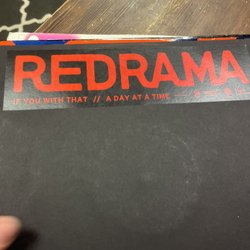 REDRAMA
IF YOU WITH THAT // A DAY AT A TIME